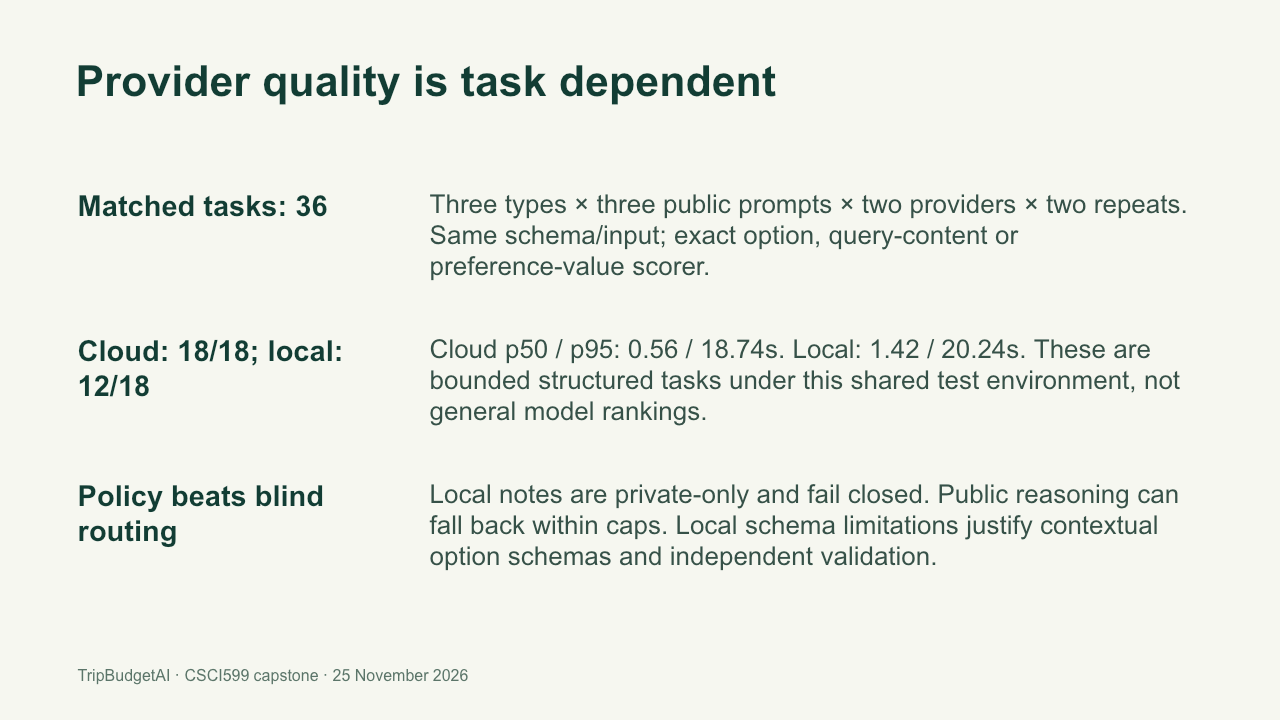 Provider quality is task dependent
Matched tasks: 36
Three types × three public prompts × two providers × two repeats.
Same schema/input; exact option, query-content or
preference-value scorer.
Cloud: 18/18; local:
12/18
Cloud p50 / p95: 0.56 / 18.74s. Local: 1.42 / 20.24s. These are
bounded structured tasks under this shared test environment, not
general model rankings.
Policy beats blind
routing
Local notes are private-only and fail closed. Public reasoning can
fall back within caps. Local schema limitations justify contextual
option schemas and independent validation.
TripBudgetAI · CSCI599 capstone · 25 November 2026